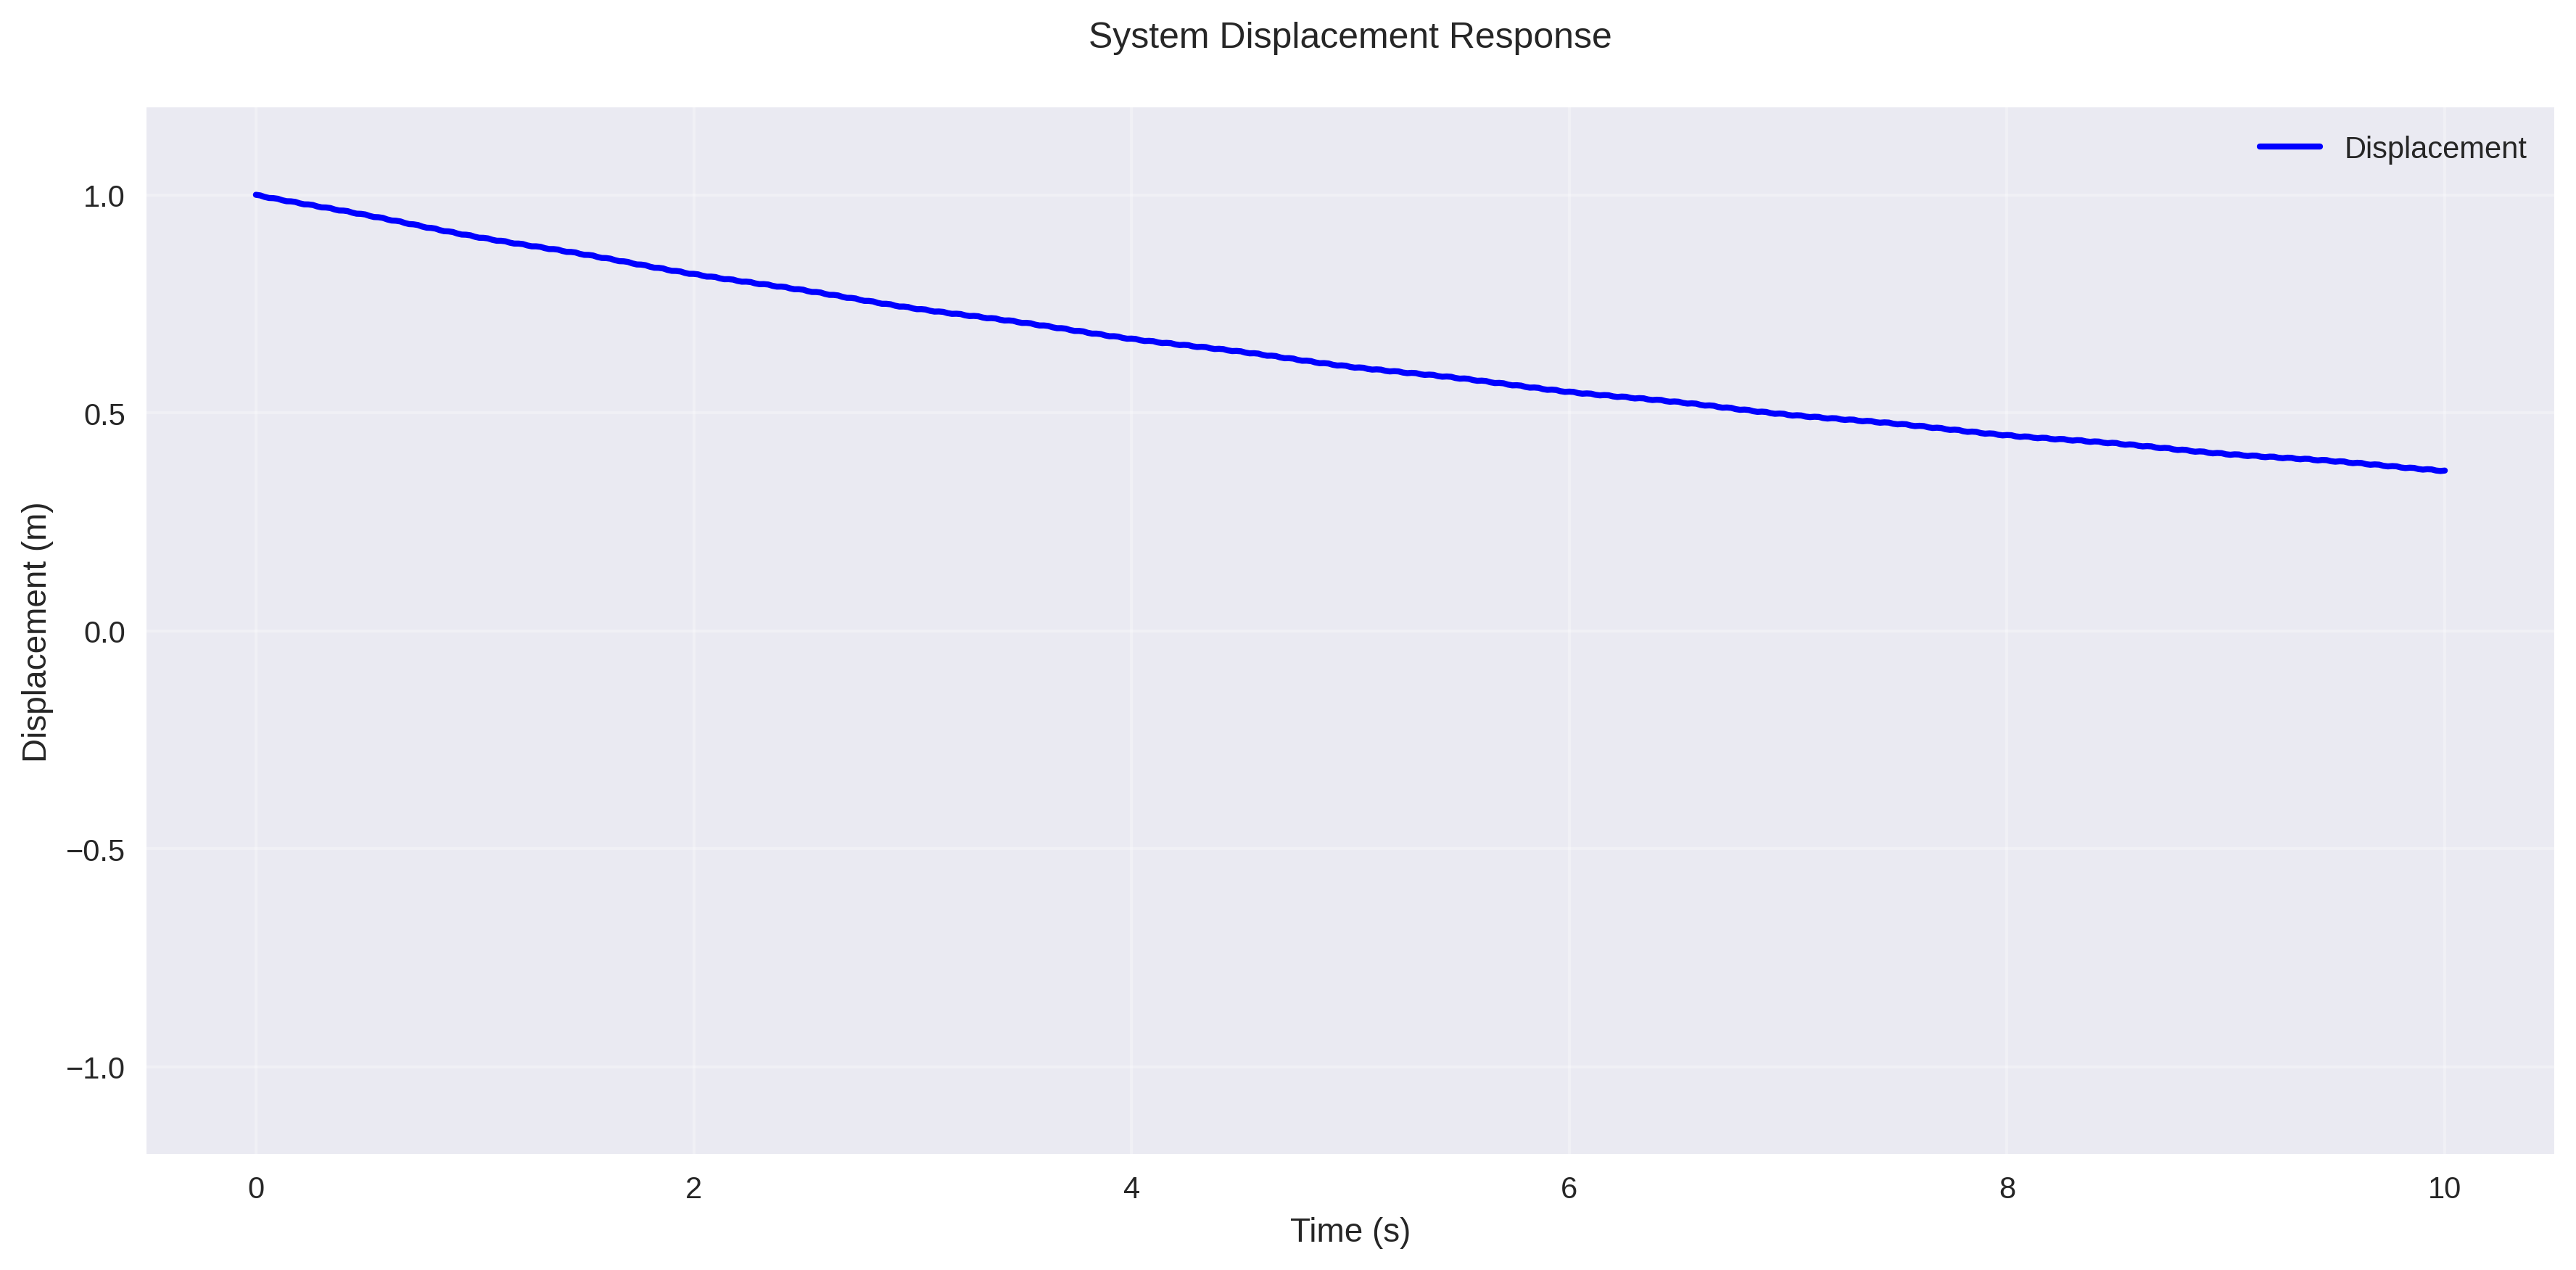 System Displacement Response
Displacement
1.0
0.5
0.0
−0.5
−1.0
Displacement (m)
0 2 4 6 8 10
Time (s)